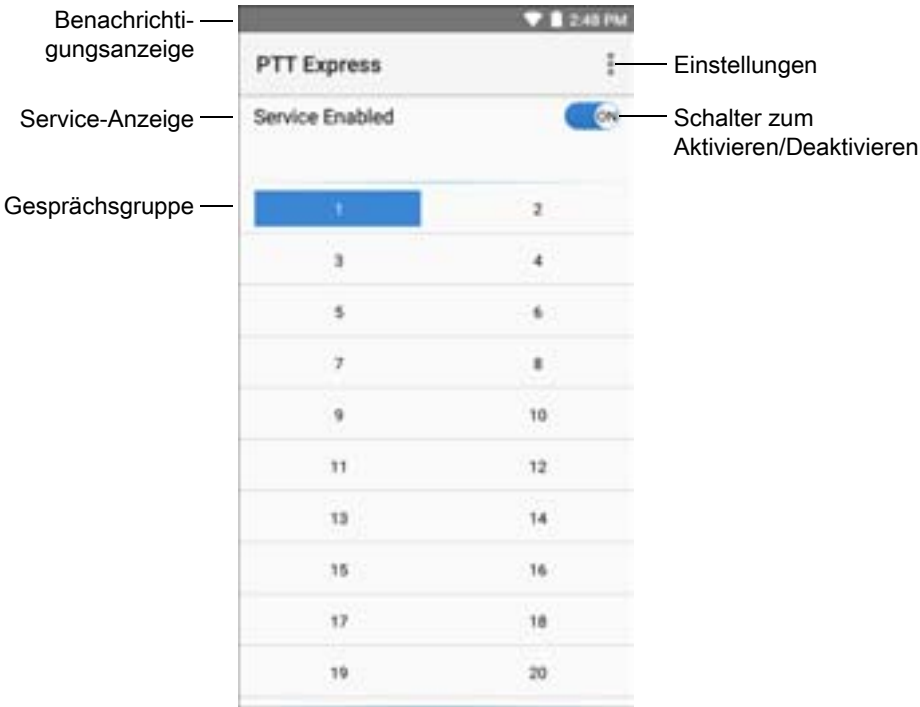 Benachrichti-
gungsanzeige
2:48 PM
PTT Express
Einstellungen
Service-Anzeige
Service Enabled
ON
Schalter zum
Aktivieren/Deaktivieren
Gesprächsgruppe
1 2
3 4
5 6
7 8
9 10
11 12
13 14
15 16
17 18
19 20